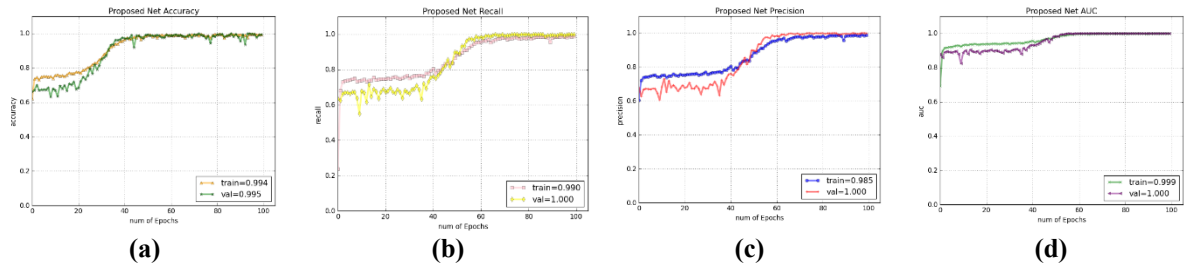 Proposed Net Accuracy
1.0
0.8
0.6
0.4
0.2
0.0
accuracy
0 20 40 60 80 100
num of Epochs
train=0.994
val=0.995
(a)
Proposed Net Recall
1.0
0.8
0.6
0.4
0.2
0.0
recall
0 20 40 60 80 100
num of Epochs
train=0.990
val=1.000
(b)
Proposed Net Precision
1.0
0.8
0.6
0.4
0.2
0.0
precision
0 20 40 60 80 100
num of Epochs
train=0.985
val=1.000
(c)
Proposed Net AUC
1.0
0.8
0.6
0.4
0.2
0.0
auc
0 20 40 60 80 100
num of Epochs
train=0.999
val=1.000
(d)